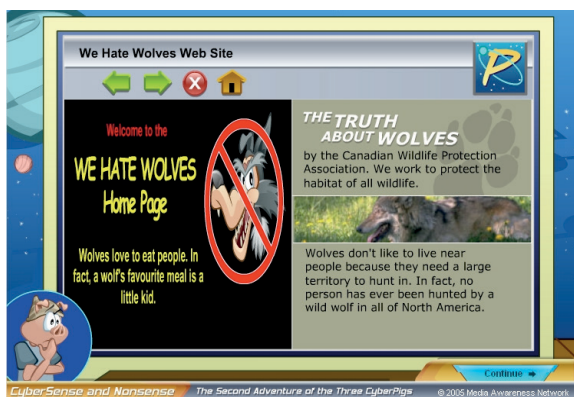 We Hate Wolves Web Site
Welcome to the
WE HATE WOLVES
Home Page
Wolves love to eat people. In
fact, a wolf's favourite meal is a
little kid.
THE TRUTH
ABOUT WOLVES
by the Canadian Wildlife Protection
Association. We work to protect the
habitat of all wildlife.
Wolves don't like to live near
people because they need a large
territory to hunt in. In fact, no
person has ever been hunted by a
wild wolf in all of North America.
P
Continue
CyberSense and Nonsense The Second Adventure of the Three CyberPigs © 2005 Media Awareness Network